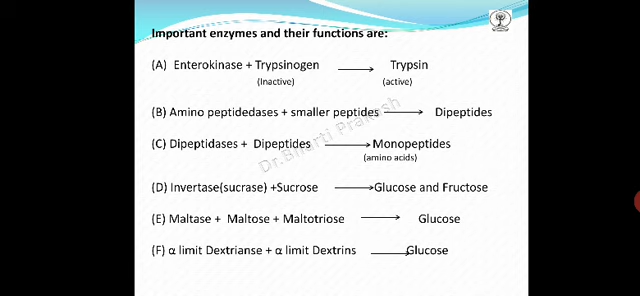 Important enzymes and their functions are:
(A) Enterokinase + Trypsinogen ⟶ Trypsin
(Inactive) (active)
(B) Amino peptidedases + smaller peptides ⟶ Dipeptides
(C) Dipeptidases + Dipeptides ⟶ Monopeptides
(amino acids)
Dr.Bharti Prakash
(D) Invertase(sucrase) +Sucrose ⟶ Glucose and Fructose
(E) Maltase + Maltose + Maltotriose ⟶ Glucose
(F) α limit Dextrianse + α limit Dextrins ⟶ Glucose